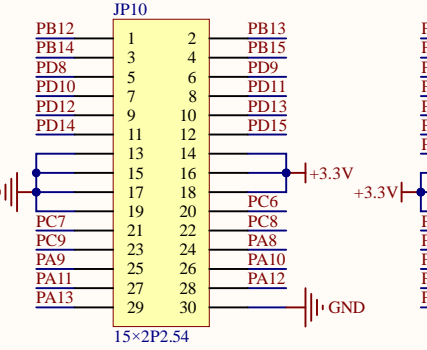 JP10
PB12 1 2 PB13
PB14 3 4 PB15
PD8 5 6 PD9
PD10 7 8 PD11
PD12 9 10 PD13
PD14 11 12 PD15
13 14
15 16 +3.3V
17 18 +3.3V
19 20 PC6
PC7 21 22 PC8
PC9 23 24 PA8
PA9 25 26 PA10
PA11 27 28 PA12
PA13 29 30 GND
15×2P2.54